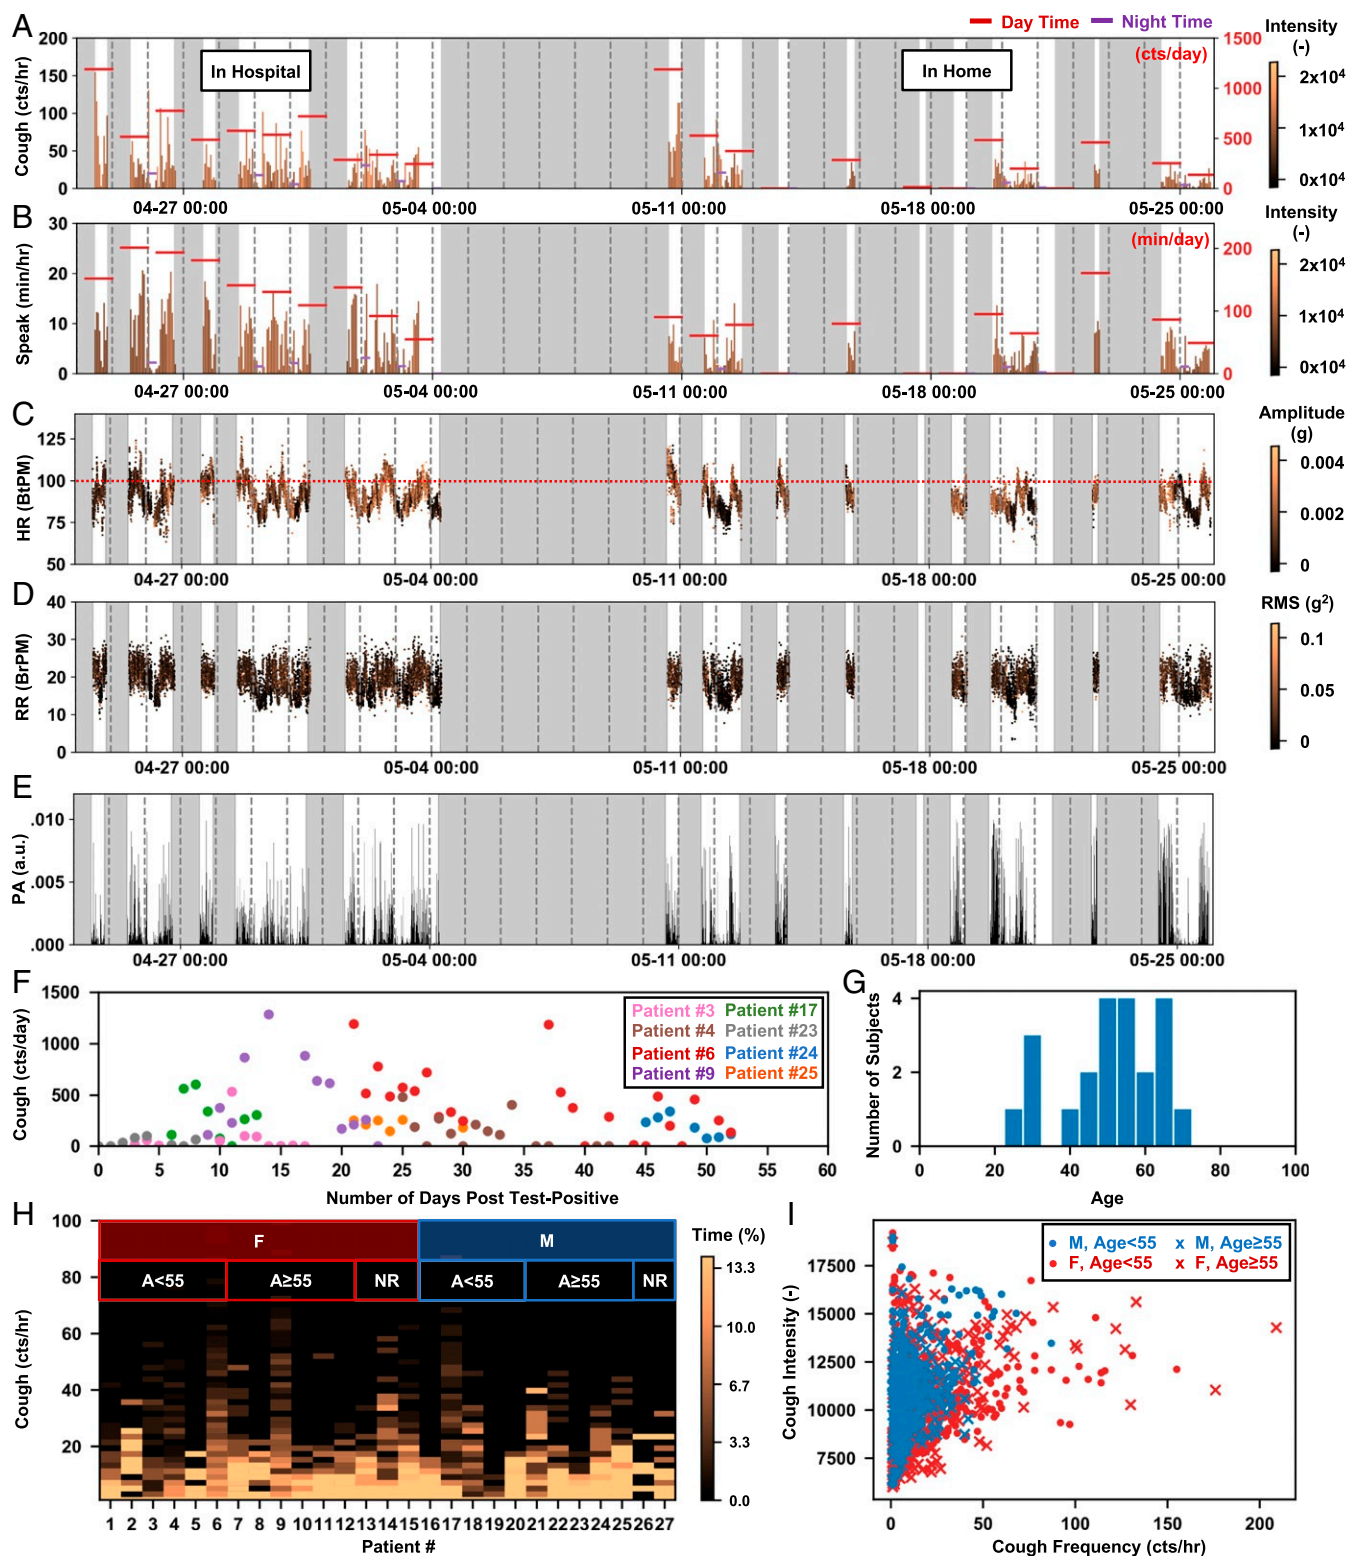 A
Day Time
Night Time
200
150
100
50
0
Cough (cts/hr)
In Hospital
In Home
(cts/day)
1500
1000
500
0
Intensity
(-)
2x10⁴
1x10⁴
0x10⁴
04-27 00:00
05-04 00:00
05-11 00:00
05-18 00:00
05-25 00:00
B
30
20
10
0
Speak (min/hr)
(min/day)
200
100
0
Intensity
(-)
2x10⁴
1x10⁴
0x10⁴
04-27 00:00
05-04 00:00
05-11 00:00
05-18 00:00
05-25 00:00
C
125
100
75
50
HR (BtPM)
Amplitude
(g)
0.004
0.002
0
04-27 00:00
05-04 00:00
05-11 00:00
05-18 00:00
05-25 00:00
D
40
30
20
10
0
RR (BrPM)
RMS (g²)
0.1
0.05
0
04-27 00:00
05-04 00:00
05-11 00:00
05-18 00:00
05-25 00:00
E
.010
.005
.000
PA (a.u.)
04-27 00:00
05-04 00:00
05-11 00:00
05-18 00:00
05-25 00:00
F
1500
1000
500
0
Cough (cts/day)
Patient #3 Patient #17
Patient #4 Patient #23
Patient #6 Patient #24
Patient #9 Patient #25
0 5 10 15 20 25 30 35 40 45 50 55 60
Number of Days Post Test-Positive
G
4
2
0
Number of Subjects
0 20 40 60 80 100
Age
H
100
80
60
40
20
Cough (cts/hr)
F
M
A<55
A≥55
NR
A<55
A≥55
NR
Time (%)
13.3
10.0
6.7
3.3
0.0
1 2 3 4 5 6 7 8 9 10 11 12 13 14 15 16 17 18 19 20 21 22 23 24 25 26 27
Patient #
I
17500
15000
12500
10000
7500
Cough Intensity (-)
M, Age<55 x M, Age≥55
F, Age<55 x F, Age≥55
0 50 100 150 200
Cough Frequency (cts/hr)